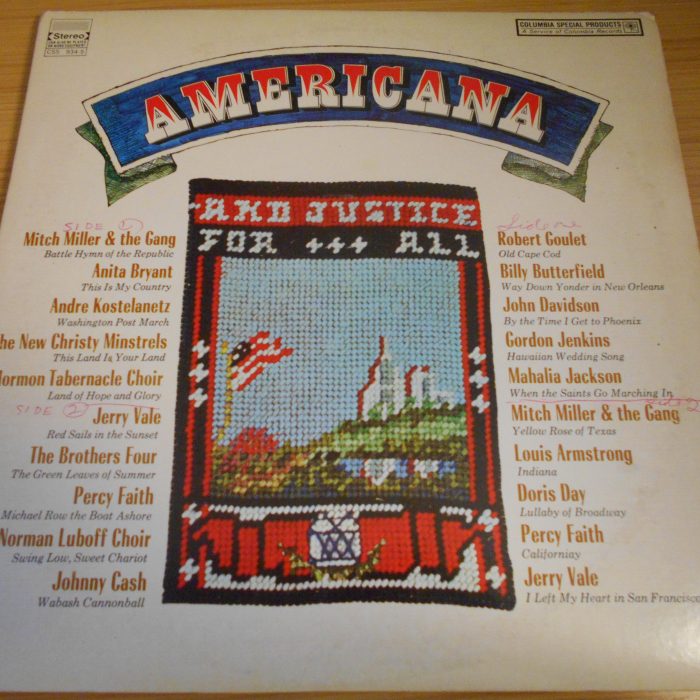 Stereo
CSS 934-5
COLUMBIA SPECIAL PRODUCTS
A Service of Columbia Records
AMERICANA
AND JUSTICE
FOR +++ ALL
SIDE 1
Mitch Miller & the Gang
Battle Hymn of the Republic
Anita Bryant
This Is My Country
Andre Kostelanetz
Washington Post March
he New Christy Minstrels
This Land Is Your Land
Mormon Tabernacle Choir
Land of Hope and Glory
SIDE 2
Jerry Vale
Red Sails in the Sunset
The Brothers Four
The Green Leaves of Summer
Percy Faith
Michael Row the Boat Ashore
Norman Luboff Choir
Swing Low, Sweet Chariot
Johnny Cash
Wabash Cannonball
Side one
Robert Goulet
Old Cape Cod
Billy Butterfield
Way Down Yonder in New Orleans
John Davidson
By the Time I Get to Phoenix
Gordon Jenkins
Hawaiian Wedding Song
Mahalia Jackson
When the Saints Go Marching In
Side 2
Mitch Miller & the Gang
Yellow Rose of Texas
Louis Armstrong
Indiana
Doris Day
Lullaby of Broadway
Percy Faith
Californiay
Jerry Vale
I Left My Heart in San Francisco
XXX